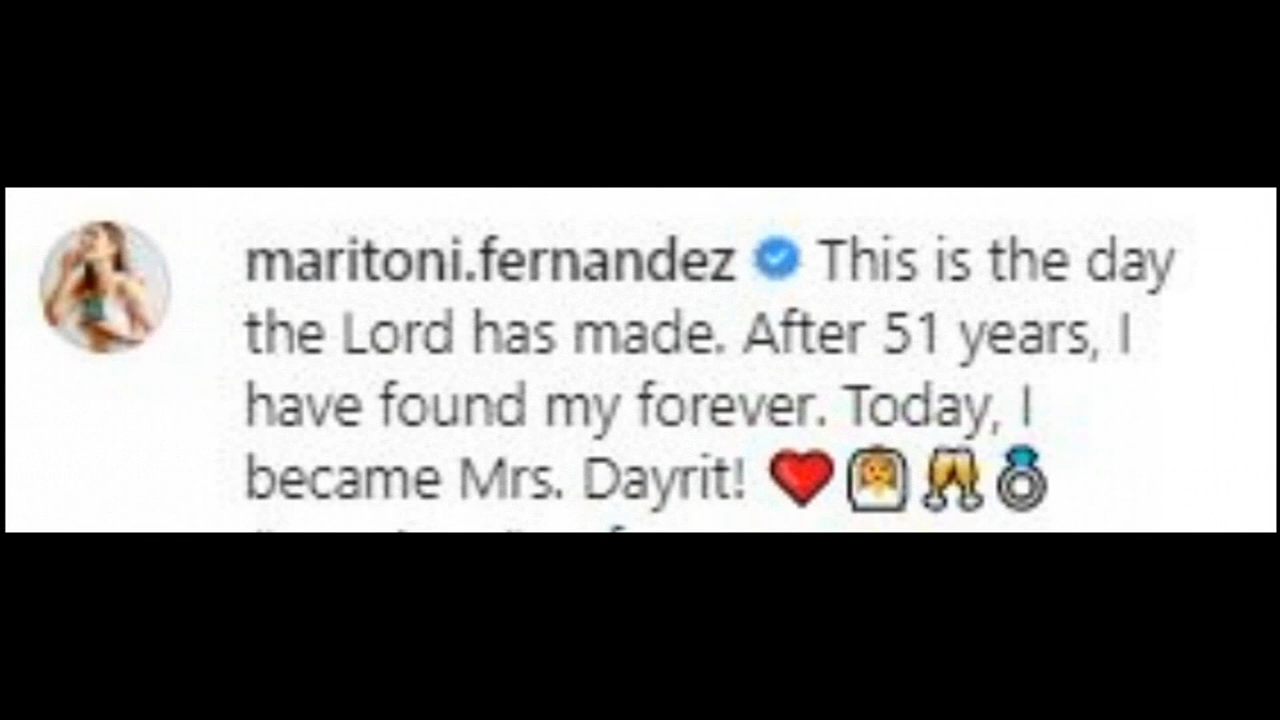 maritoni.fernandez This is the day
the Lord has made. After 51 years, I
have found my forever. Today, I
became Mrs. Dayrit! ❤️👰🥂💍